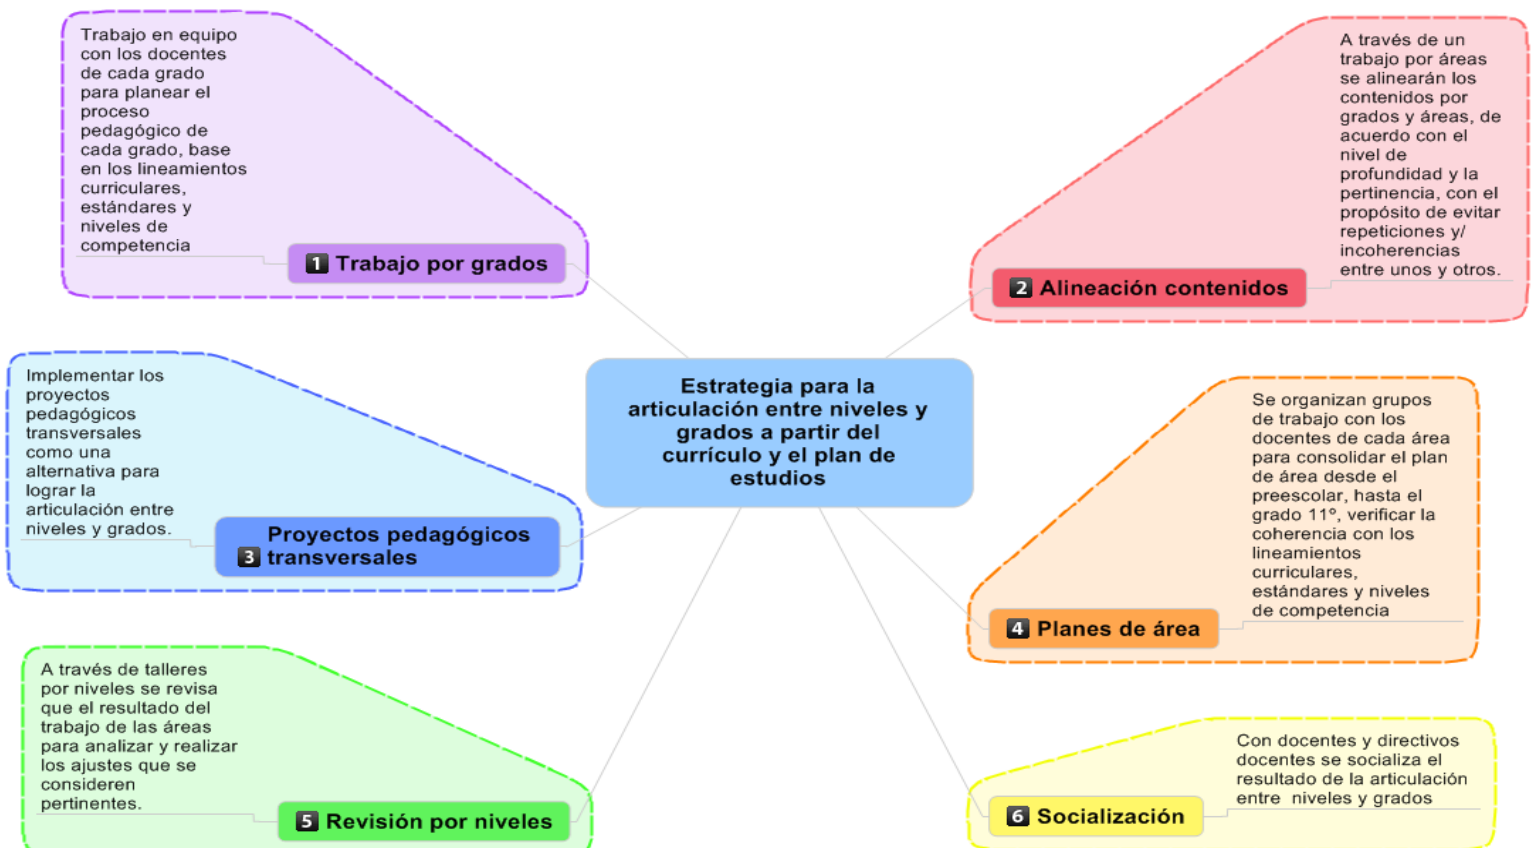 Trabajo en equipo
con los docentes
de cada grado
para planear el
proceso
pedagógico de
cada grado, base
en los lineamientos
curriculares,
estándares y
niveles de
competencia
1 Trabajo por grados
A través de un
trabajo por áreas
se alinearán los
contenidos por
grados y áreas, de
acuerdo con el
nivel de
profundidad y la
pertinencia, con el
propósito de evitar
repeticiones y/
incoherencias
entre unos y otros.
2 Alineación contenidos
Estrategia para la
articulación entre niveles y
grados a partir del
currículo y el plan de
estudios
Implementar los
proyectos
pedagógicos
transversales
como una
alternativa para
lograr la
articulación entre
niveles y grados.
Proyectos pedagógicos
3 transversales
Se organizan grupos
de trabajo con los
docentes de cada área
para consolidar el plan
de área desde el
preescolar, hasta el
grado 11º, verificar la
coherencia con los
lineamientos
curriculares,
estándares y niveles
de competencia
4 Planes de área
A través de talleres
por niveles se revisa
que el resultado del
trabajo de las áreas
para analizar y realizar
los ajustes que se
consideren
pertinentes.
5 Revisión por niveles
Con docentes y directivos
docentes se socializa el
resultado de la articulación
entre niveles y grados
6 Socialización